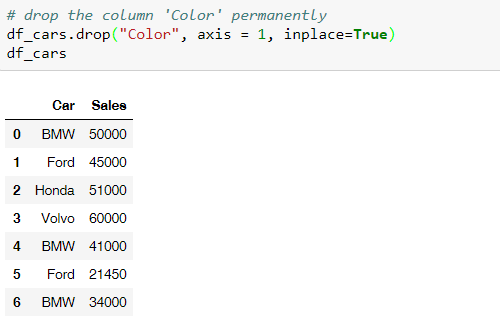 # drop the column 'Color' permanently
df_cars.drop("Color", axis = 1, inplace=True)
df_cars
Car Sales
0 BMW 50000
1 Ford 45000
2 Honda 51000
3 Volvo 60000
4 BMW 41000
5 Ford 21450
6 BMW 34000